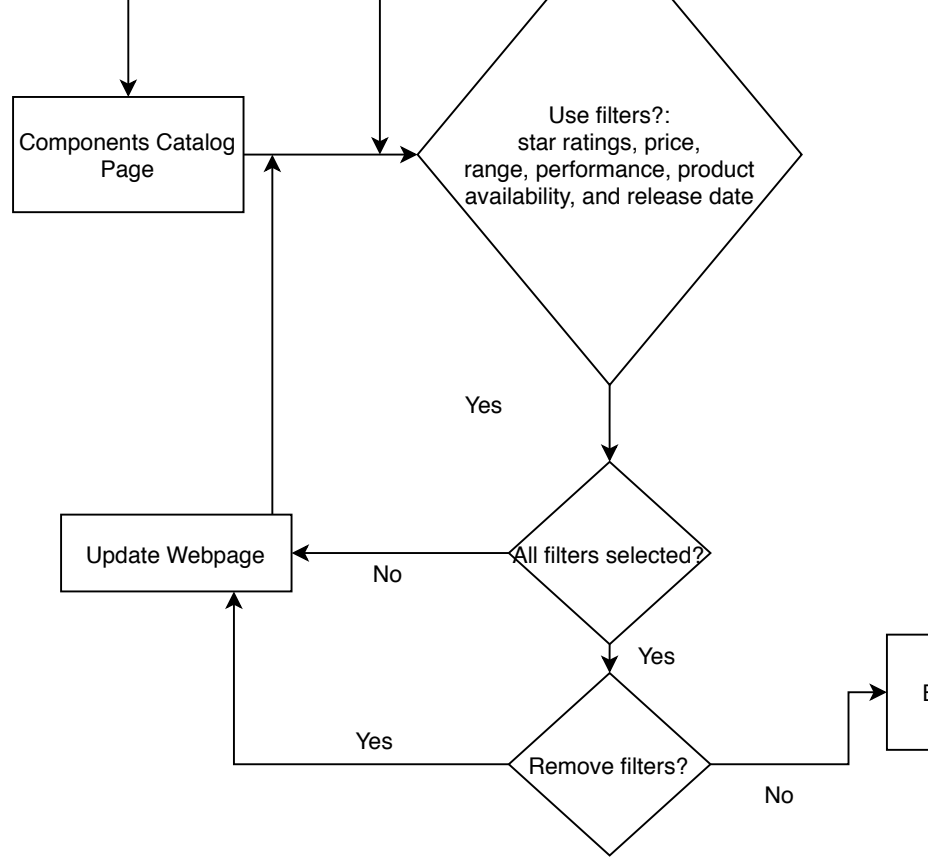 Components Catalog
Page
Use filters?:
star ratings, price,
range, performance, product
availability, and release date
Yes
All filters selected?
Update Webpage
No
Yes
Yes
Remove filters?
No